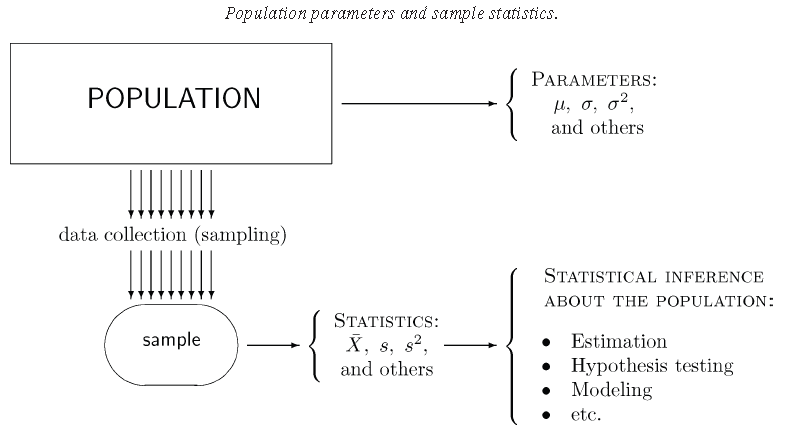 Population parameters and sample statistics.
POPULATION
PARAMETERS:
μ, σ, σ²,
and others
data collection (sampling)
sample
STATISTICS:
X̄, s, s²,
and others
STATISTICAL INFERENCE
ABOUT THE POPULATION:
• Estimation
• Hypothesis testing
• Modeling
• etc.